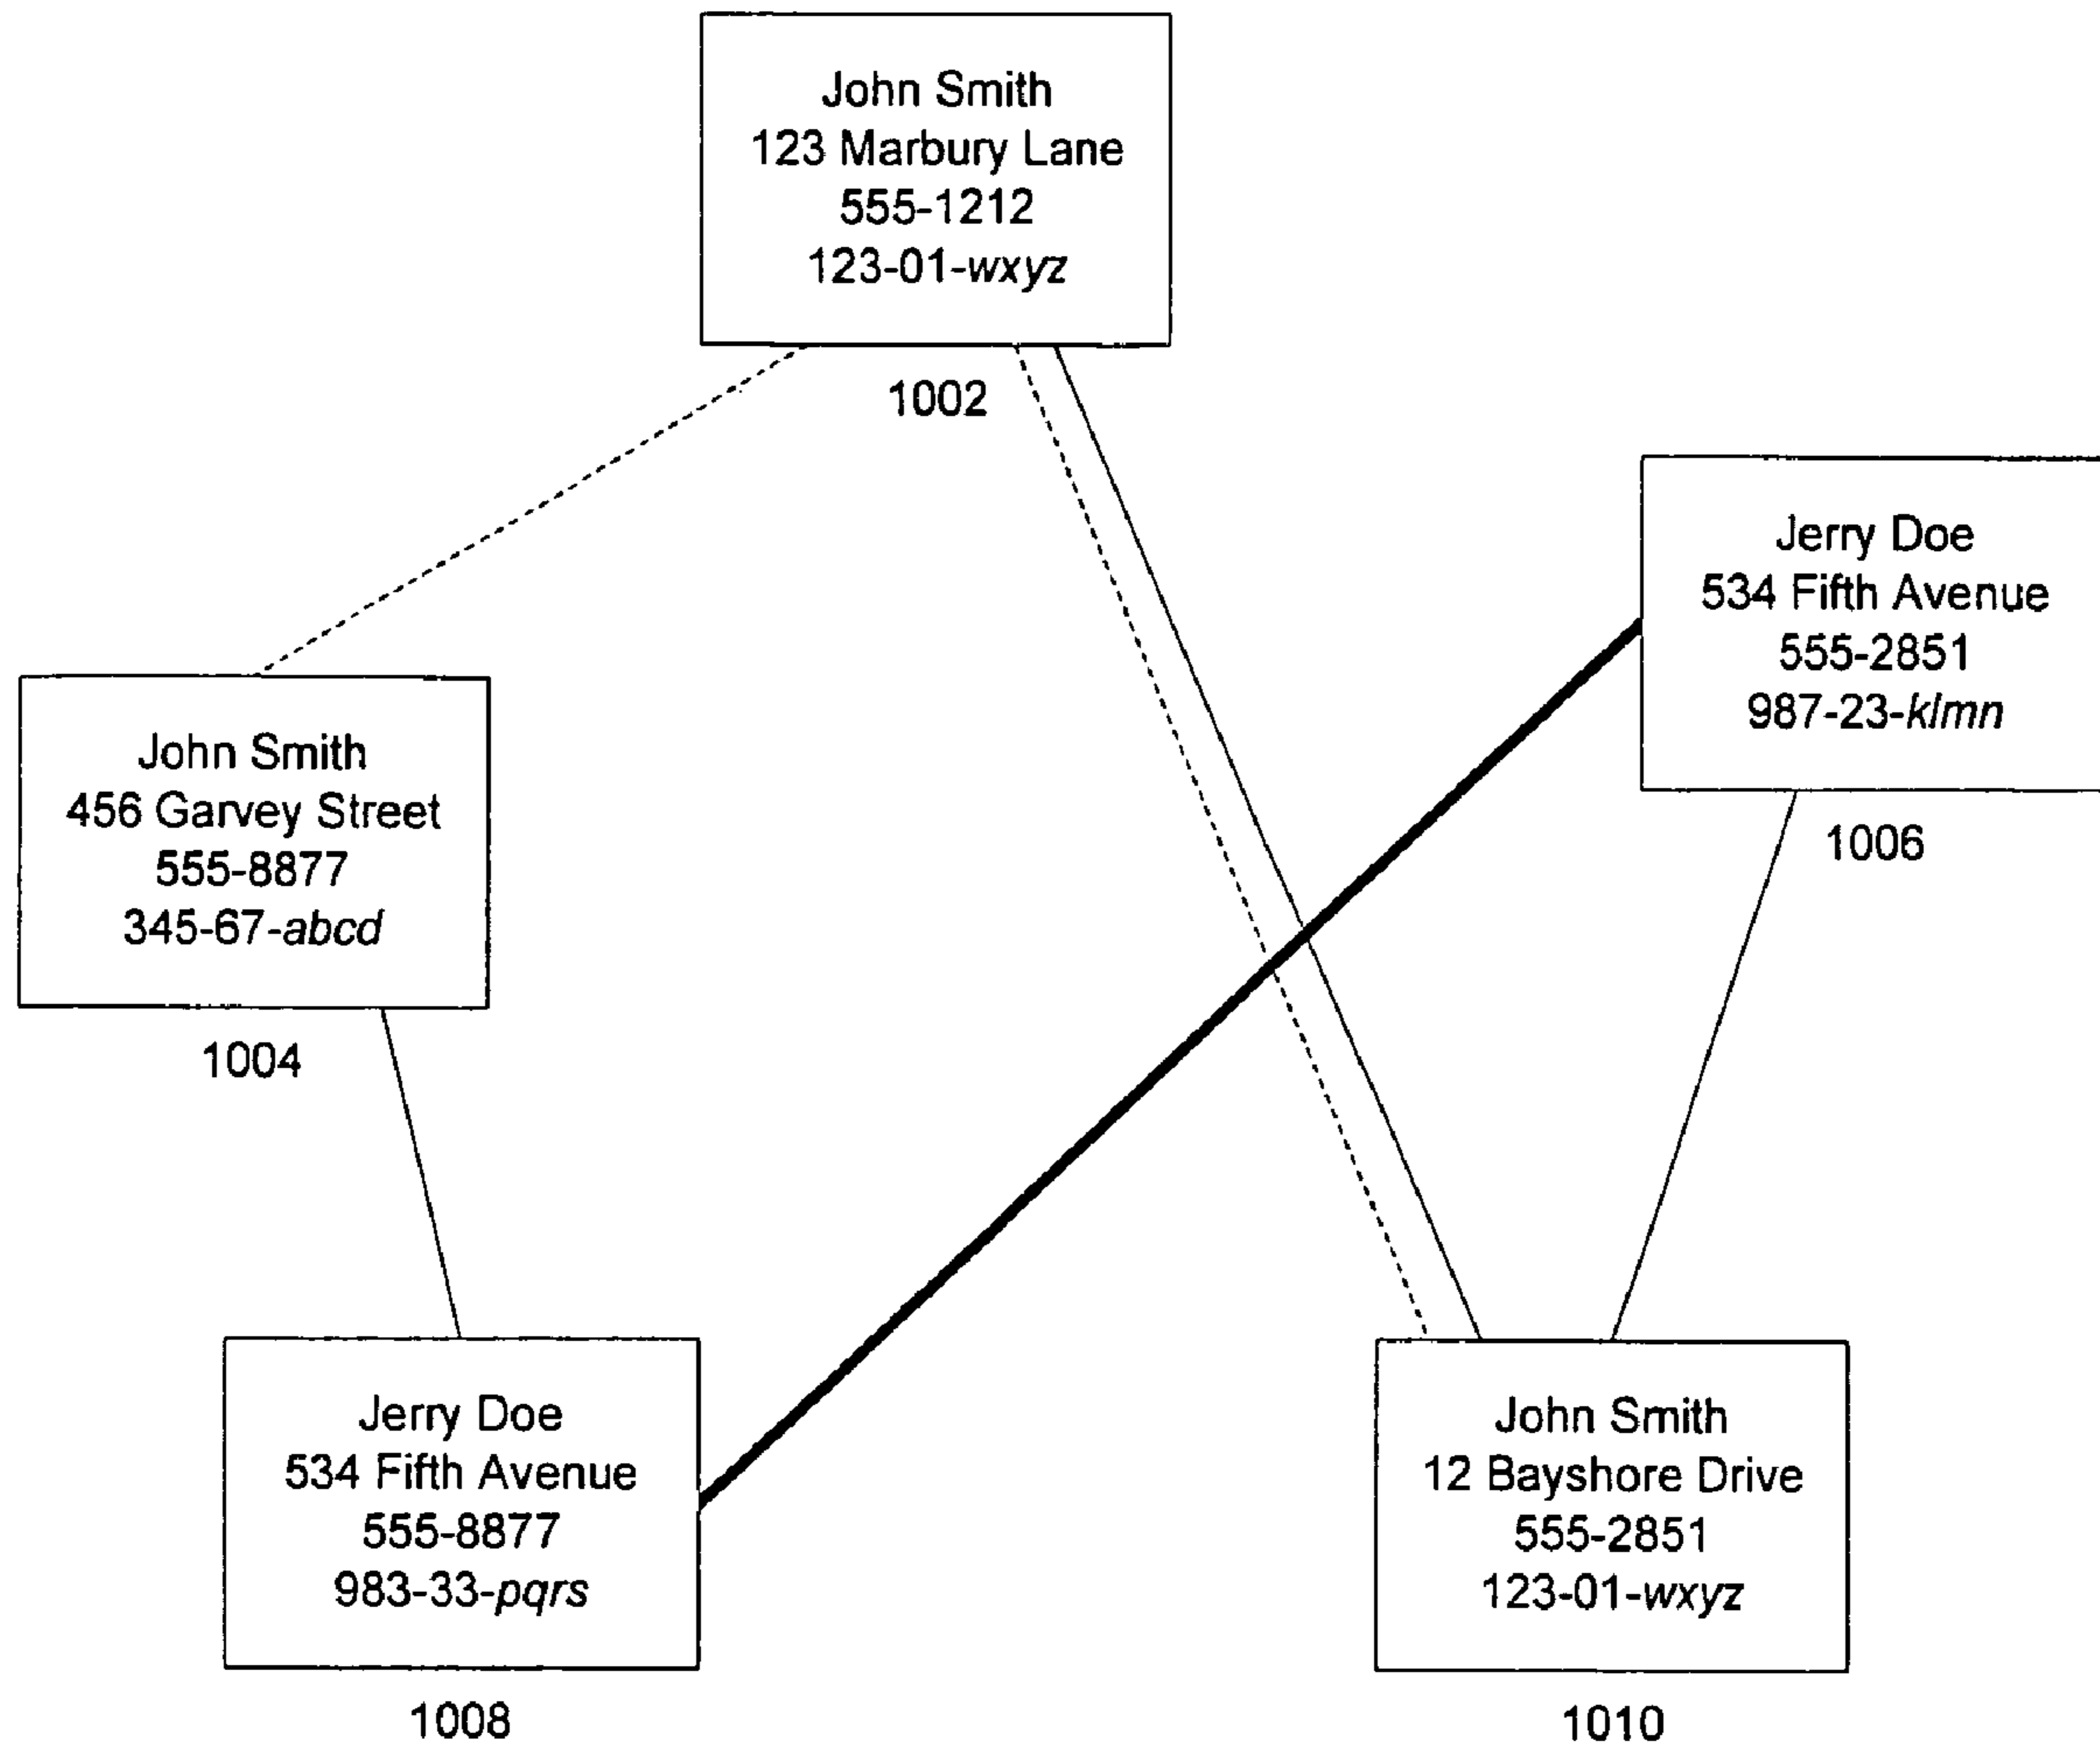 John Smith
123 Marbury Lane
555-1212
123-01-wxyz
1002
Jerry Doe
534 Fifth Avenue
555-2851
987-23-klmn
1006
John Smith
456 Garvey Street
555-8877
345-67-abcd
1004
Jerry Doe
534 Fifth Avenue
555-8877
983-33-pqrs
1008
John Smith
12 Bayshore Drive
555-2851
123-01-wxyz
1010